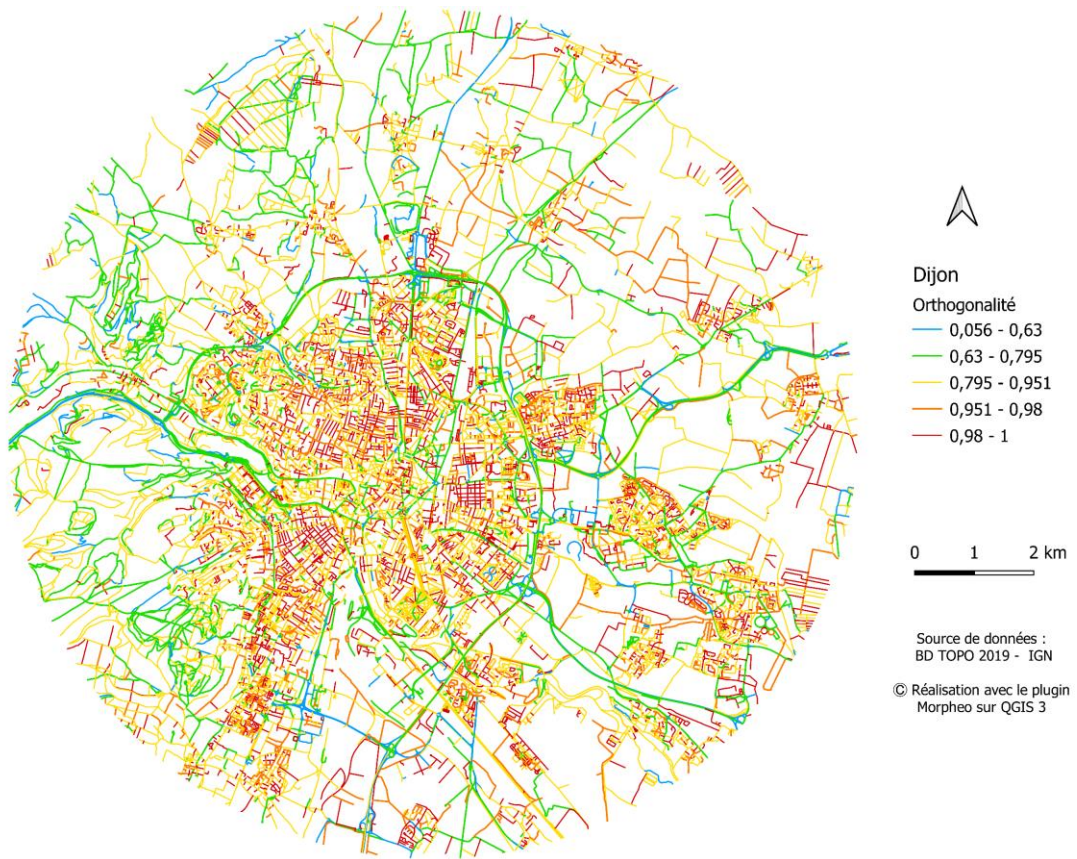 Dijon
Orthogonalité
0,056 - 0,63
0,63 - 0,795
0,795 - 0,951
0,951 - 0,98
0,98 - 1
0 1 2 km
Source de données :
BD TOPO 2019 - IGN
© Réalisation avec le plugin
Morpheo sur QGIS 3